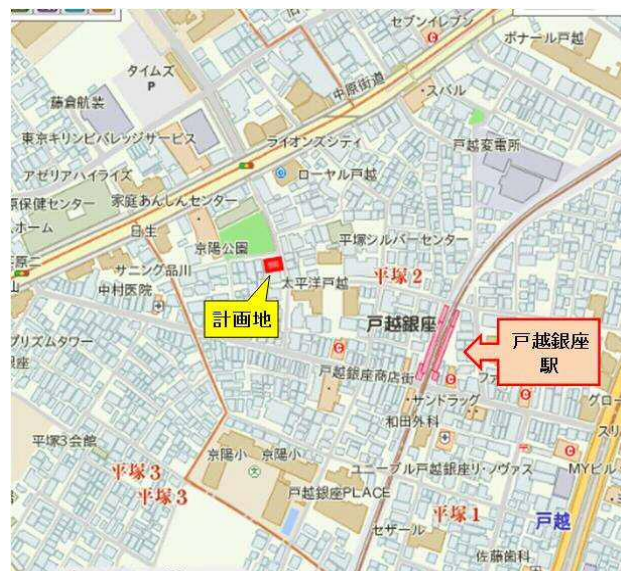 セブンイレブン
ボナール戸越
タイムズ
P
中原街道
スバル
藤倉航装
東京キリンビバレッジサービス
ライオンズシティ
戸越変電所
アゼリアハイライズ
ローヤル戸越
原保健センター
家庭あんしんセンター
ホーム
日生
京陽公園
平塚シルバーセンター
サニング品川
平塚2
中村医院
太平洋戸越
計画地
戸越銀座
戸越銀座
駅
プリズムタワー
戸越銀座商店街
サンドラッグ
グロー
和田外科
平塚3会館
京陽小
京陽小
平塚3
平塚3
文
ユニーブル戸越銀座リ・ノヴァス
MYビル
戸越銀座PLACE
平塚1
戸越
セザール
佐藤歯科